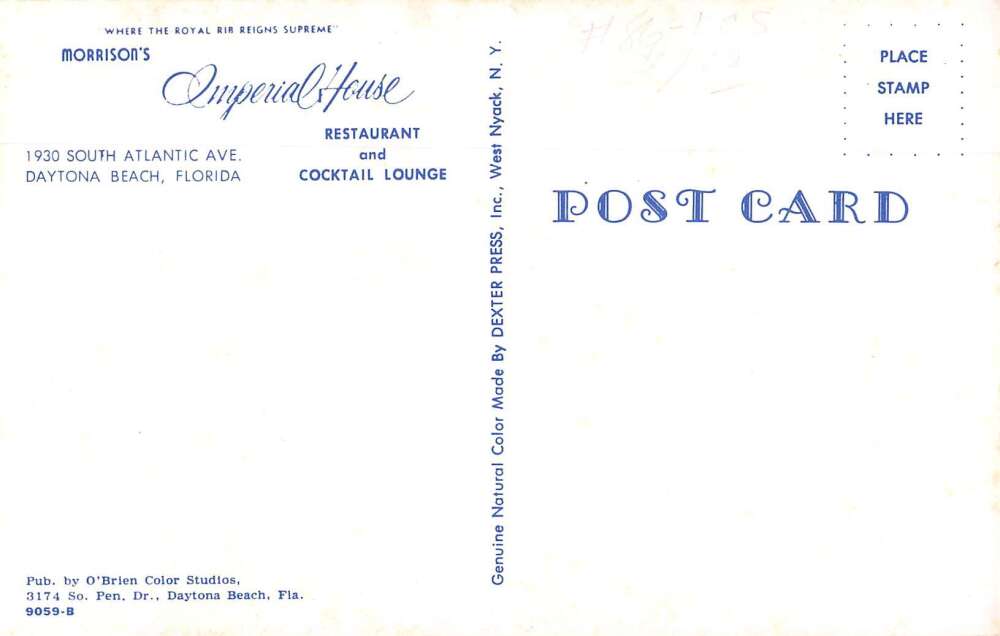 WHERE THE ROYAL RIB REIGNS SUPREME"
MORRISON'S
Imperial House
RESTAURANT
and
COCKTAIL LOUNGE
1930 SOUTH ATLANTIC AVE.
DAYTONA BEACH, FLORIDA
Pub. by O'Brien Color Studios,
3174 So. Pen. Dr., Daytona Beach, Fla.
9059-B
Genuine Natural Color Made By DEXTER PRESS, Inc., West Nyack, N. Y.
PLACE
STAMP
HERE
POST CARD